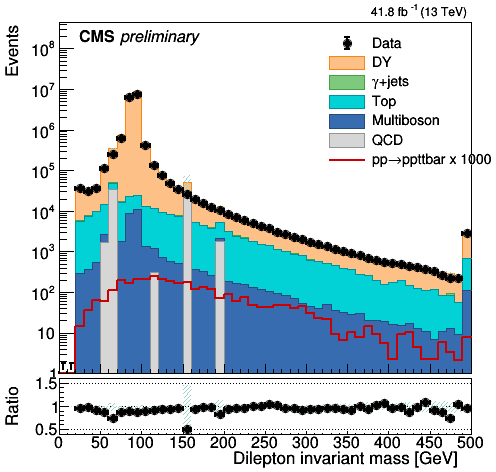 41.8 fb⁻¹ (13 TeV)
CMS preliminary
Events
10⁸
10⁷
10⁶
10⁵
10⁴
10³
10²
10
1
Data
DY
γ+jets
Top
Multiboson
QCD
pp→ppttbar x 1000
Ratio
1.5
1
0.5
0 50 100 150 200 250 300 350 400 450 500
Dilepton invariant mass [GeV]